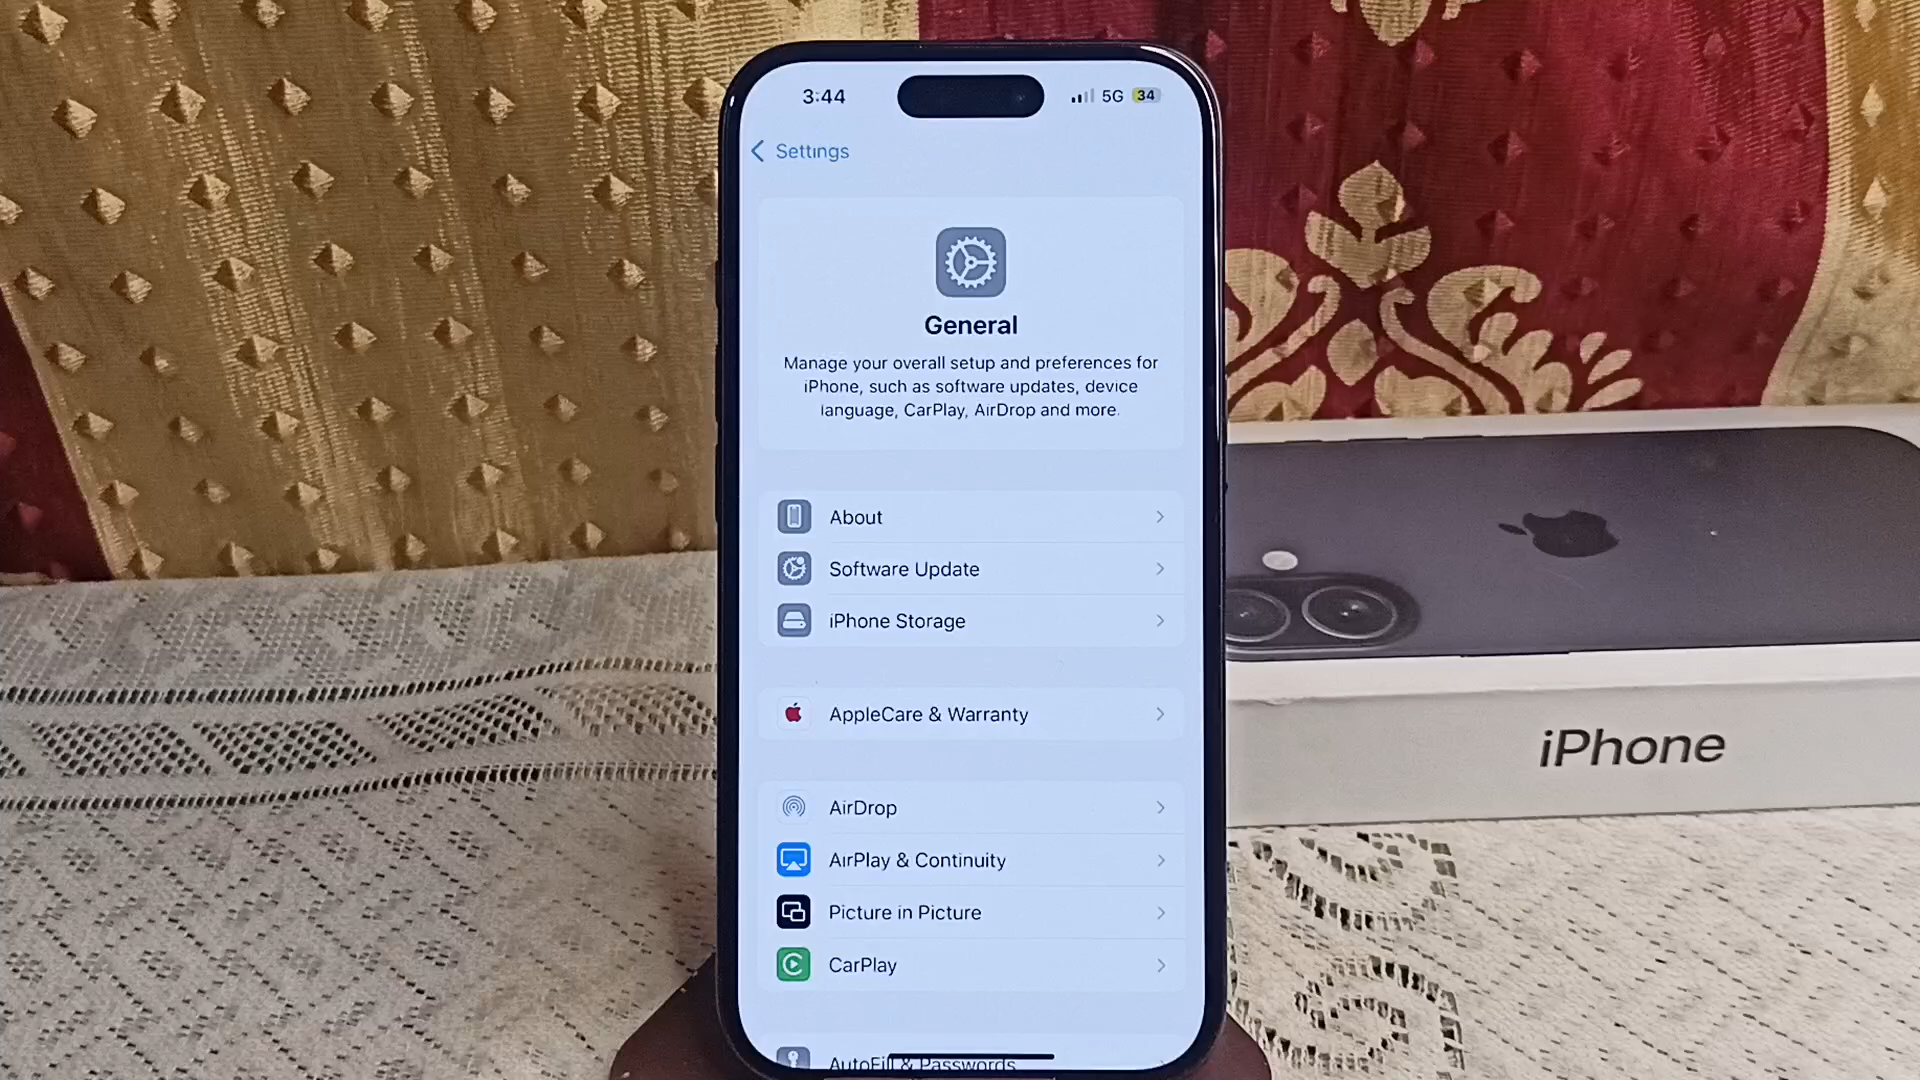 3:44
5G 34
Settings
General
Manage your overall setup and preferences for
iPhone, such as software updates, device
language, CarPlay, AirDrop and more.
About
Software Update
iPhone Storage
AppleCare & Warranty
AirDrop
AirPlay & Continuity
Picture in Picture
CarPlay
AutoFill & Passwords
iPhone